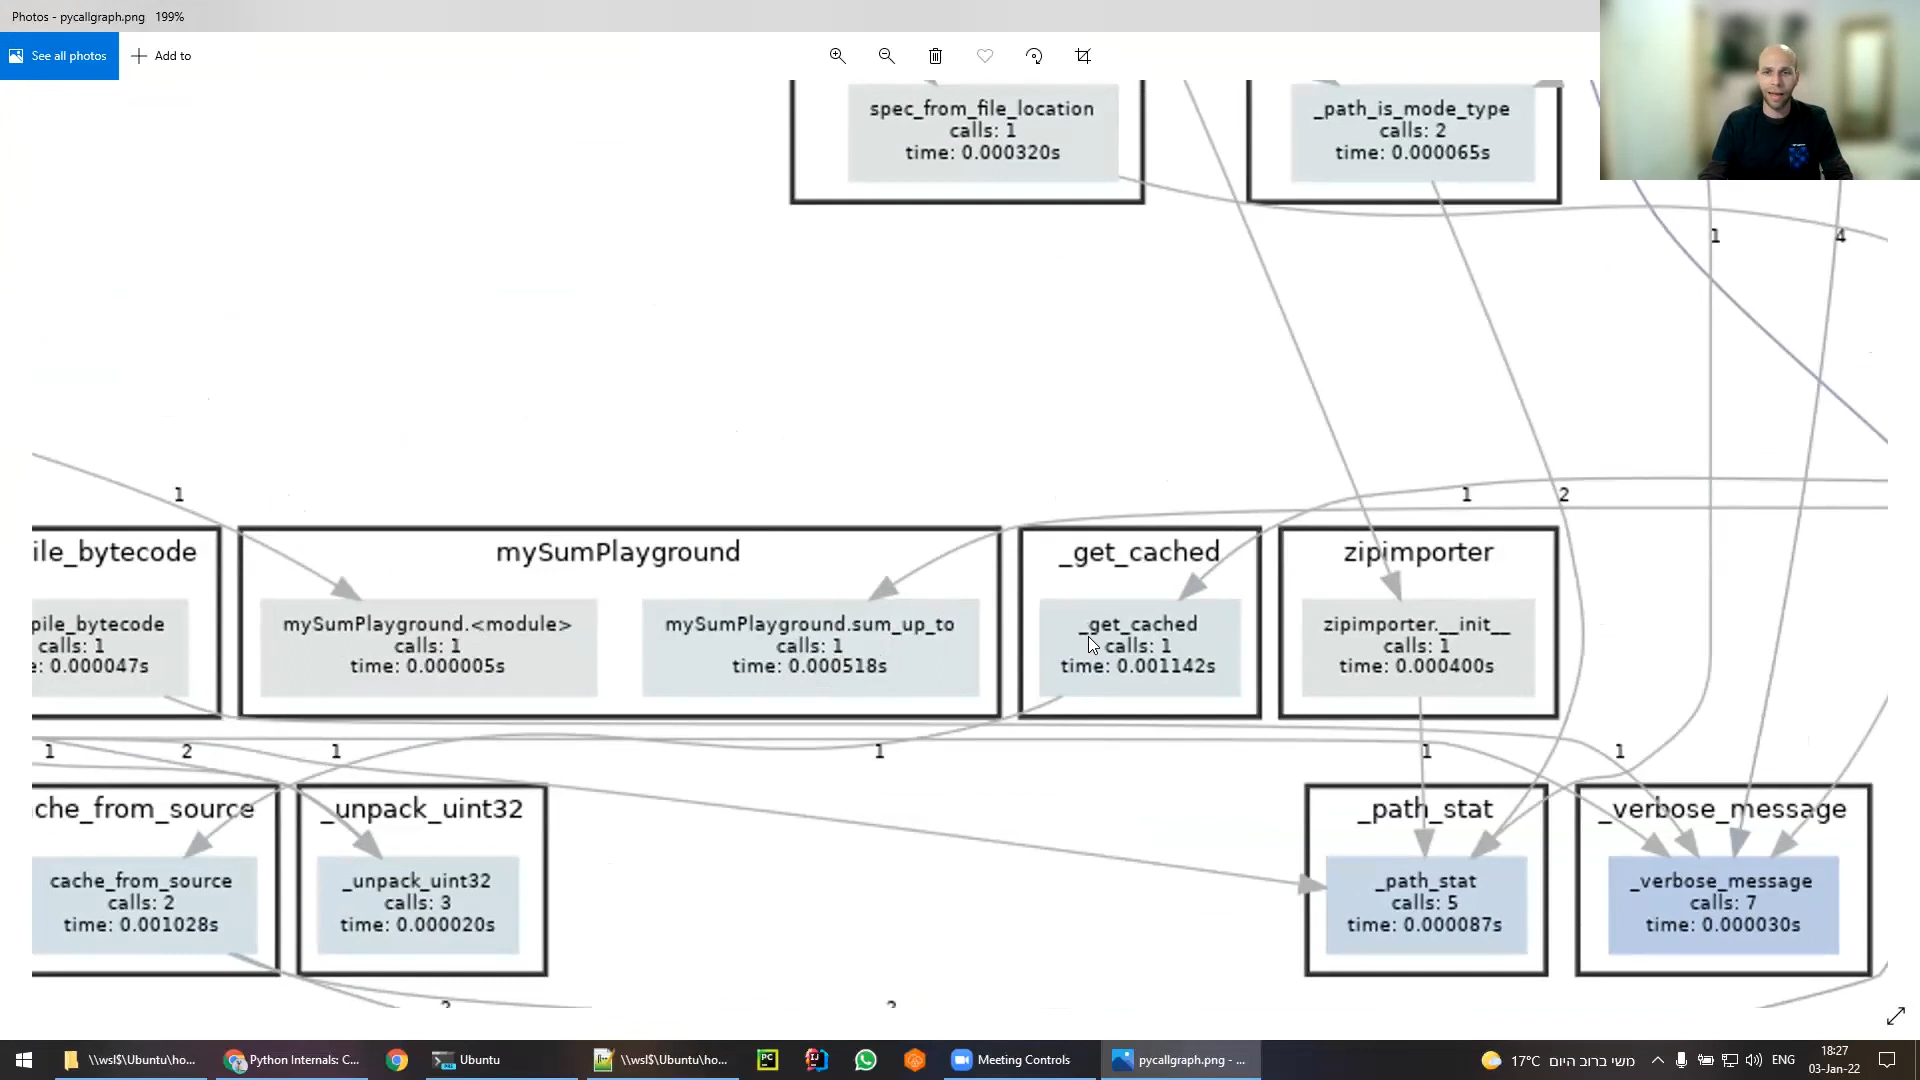 Photos - pycallgraph.png 199%
See all photos
Add to
spec_from_file_location
calls: 1
time: 0.000320s
_path_is_mode_type
calls: 2
time: 0.000065s
1
4
1
1
2
ile_bytecode
pile_bytecode
calls: 1
e: 0.000047s
mySumPlayground
mySumPlayground.<module>
calls: 1
time: 0.000005s
mySumPlayground.sum_up_to
calls: 1
time: 0.000518s
_get_cached
_get_cached
calls: 1
time: 0.001142s
zipimporter
zipimporter.__init__
calls: 1
time: 0.000400s
1
2
1
1
1
1
che_from_source
cache_from_source
calls: 2
time: 0.001028s
_unpack_uint32
_unpack_uint32
calls: 3
time: 0.000020s
_path_stat
_path_stat
calls: 5
time: 0.000087s
_verbose_message
_verbose_message
calls: 7
time: 0.000030s
\\wsl$\Ubuntu\ho...
Python Internals: C...
Ubuntu
\\wsl$\Ubuntu\ho...
PC
IJ
Meeting Controls
pycallgraph.png - ...
17°C
משי ברוב היום
ENG
18:27
03-Jan-22